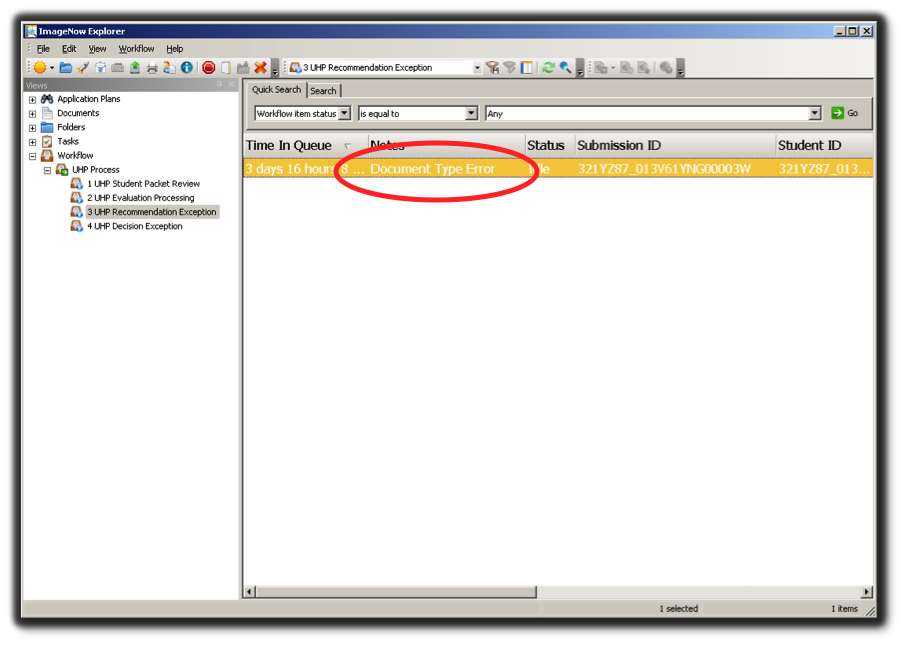 ImageNow Explorer
File Edit View Workflow Help
3 UHP Recommendation Exception
Views
Quick Search Search
Application Plans
Documents
Folders
Tasks
Workflow
UHP Process
1 UHP Student Packet Review
2 UHP Evaluation Processing
3 UHP Recommendation Exception
4 UHP Decision Exception
Workflow item status is equal to Any Go
Time In Queue Notes Status Submission ID Student ID
3 days 16 hours 8 ... Document Type Error Idle 321YZ87_013V61YNG00003W 321YZ87_013...
1 selected 1 items